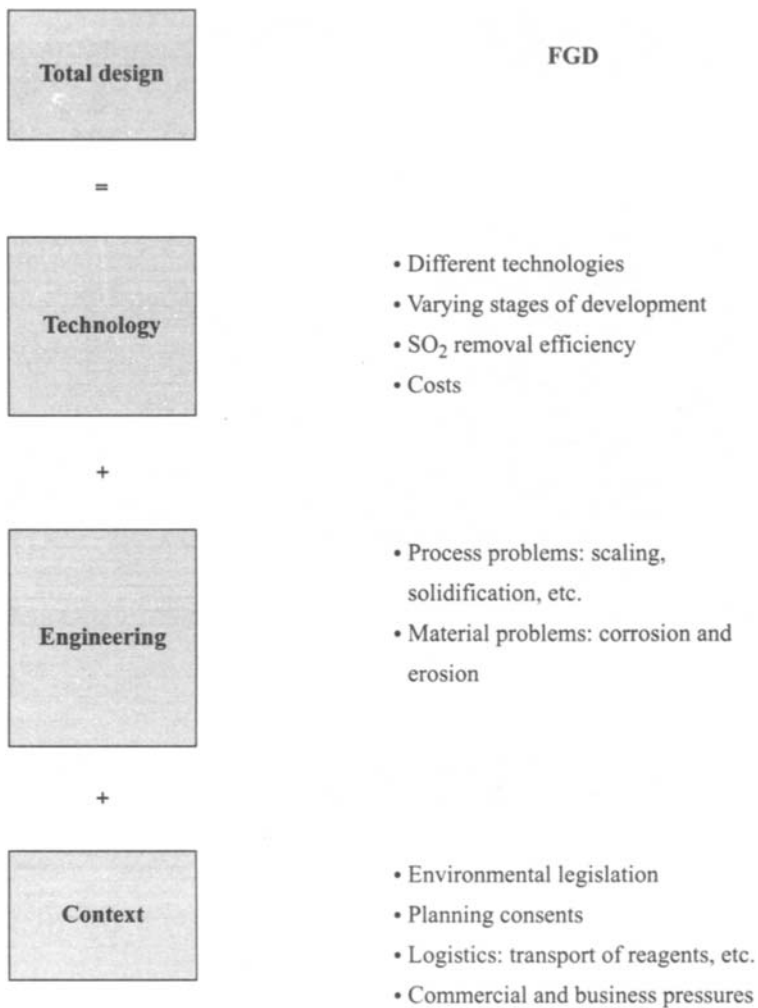 Total design
FGD
=
Technology
• Different technologies
• Varying stages of development
• SO₂ removal efficiency
• Costs
+
Engineering
• Process problems: scaling,
solidification, etc.
• Material problems: corrosion and
erosion
+
Context
• Environmental legislation
• Planning consents
• Logistics: transport of reagents, etc.
• Commercial and business pressures